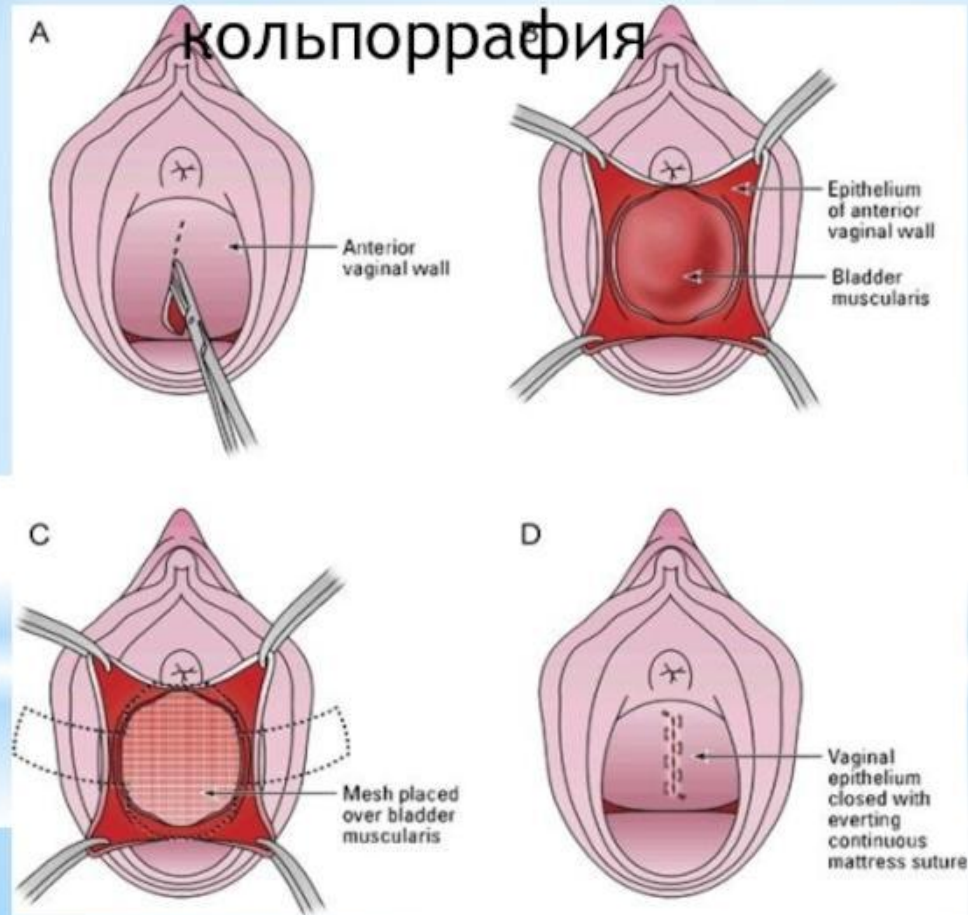 A
кольпоррафия
B
Anterior
vaginal wall
Epithelium
of anterior
vaginal wall
Bladder
muscularis
C
D
Mesh placed
over bladder
muscularis
Vaginal
epithelium
closed with
everting
continuous
mattress suture